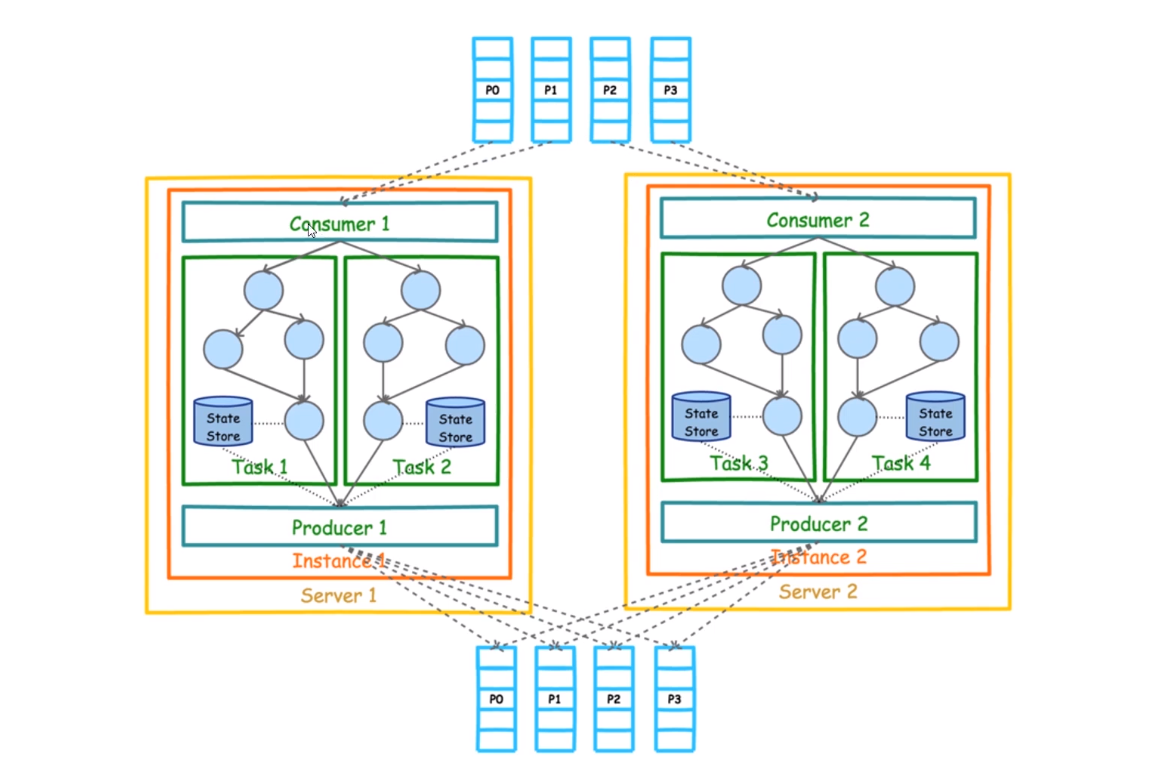 P0 P1 P2 P3
Consumer 1
State
Store
State
Store
Task 1
Task 2
Producer 1
Instance 1
Server 1
Consumer 2
State
Store
State
Store
Task 3
Task 4
Producer 2
Instance 2
Server 2
P0 P1 P2 P3